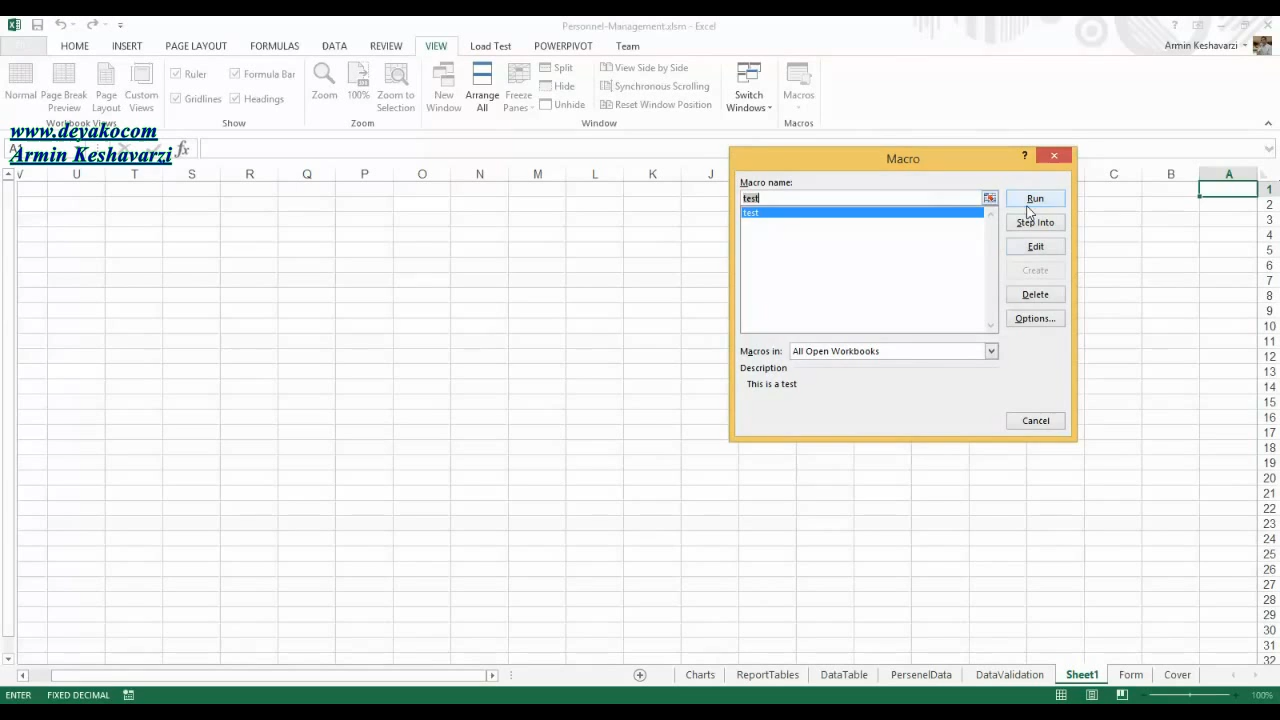 Personnel-Management.xlsm - Excel
HOME INSERT PAGE LAYOUT FORMULAS DATA REVIEW VIEW Load Test POWERPIVOT Team
Armin Keshavarzi
Normal
Page Break Preview
Page Layout
Custom Views
Workbook Views
Ruler
Formula Bar
Gridlines
Headings
Show
Zoom
100%
Zoom to Selection
Zoom
New Window
Arrange All
Freeze Panes
Split
Hide
Unhide
View Side by Side
Synchronous Scrolling
Reset Window Position
Window
Switch Windows
Macros
Macros
www.deyakocom
Armin Keshavarzi
fx
V U T S R Q P O N M L K J C B A
1
2
3
4
5
6
7
8
9
10
11
12
13
14
15
16
17
18
19
20
21
22
23
24
25
26
27
28
29
30
31
32
Macro
?
Macro name:
test
test
Run
Step Into
Edit
Create
Delete
Options...
Macros in: All Open Workbooks
Description
This is a test
Cancel
Charts ReportTables DataTable PersenelData DataValidation Sheet1 Form Cover
ENTER FIXED DECIMAL
100%